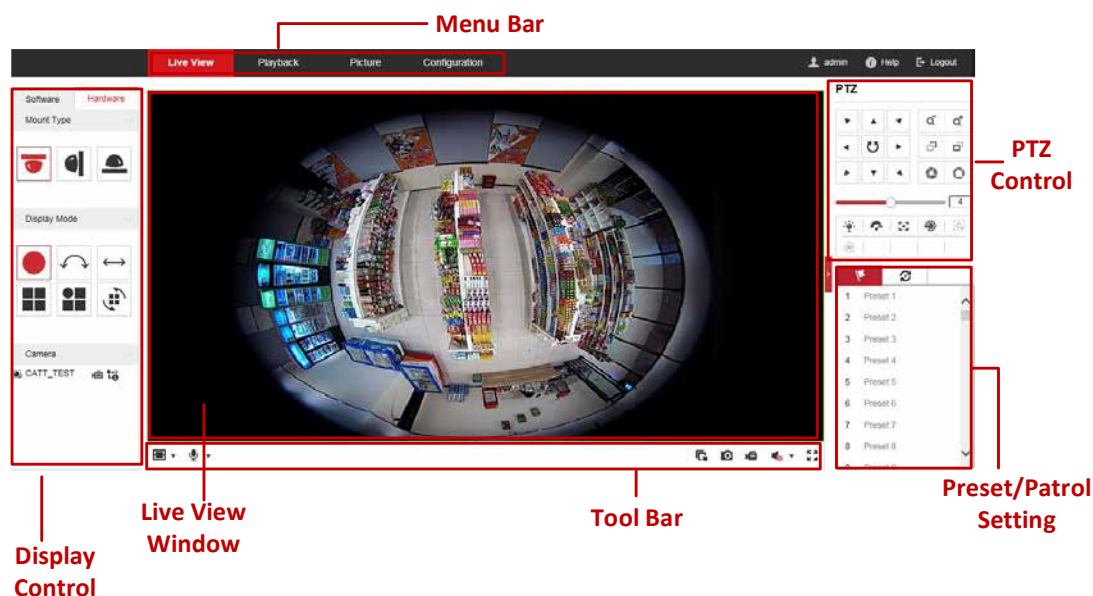 Menu Bar
Live View Playback Picture Configuration admin Help Logout
Software Hardware
Mount Type
Display Mode
Camera
CATT_TEST
PTZ
4
1 Preset 1
2 Preset 2
3 Preset 3
4 Preset 4
5 Preset 5
6 Preset 6
7 Preset 7
8 Preset 8
PTZ
Control
Preset/Patrol
Setting
Tool Bar
Live View
Window
Display
Control